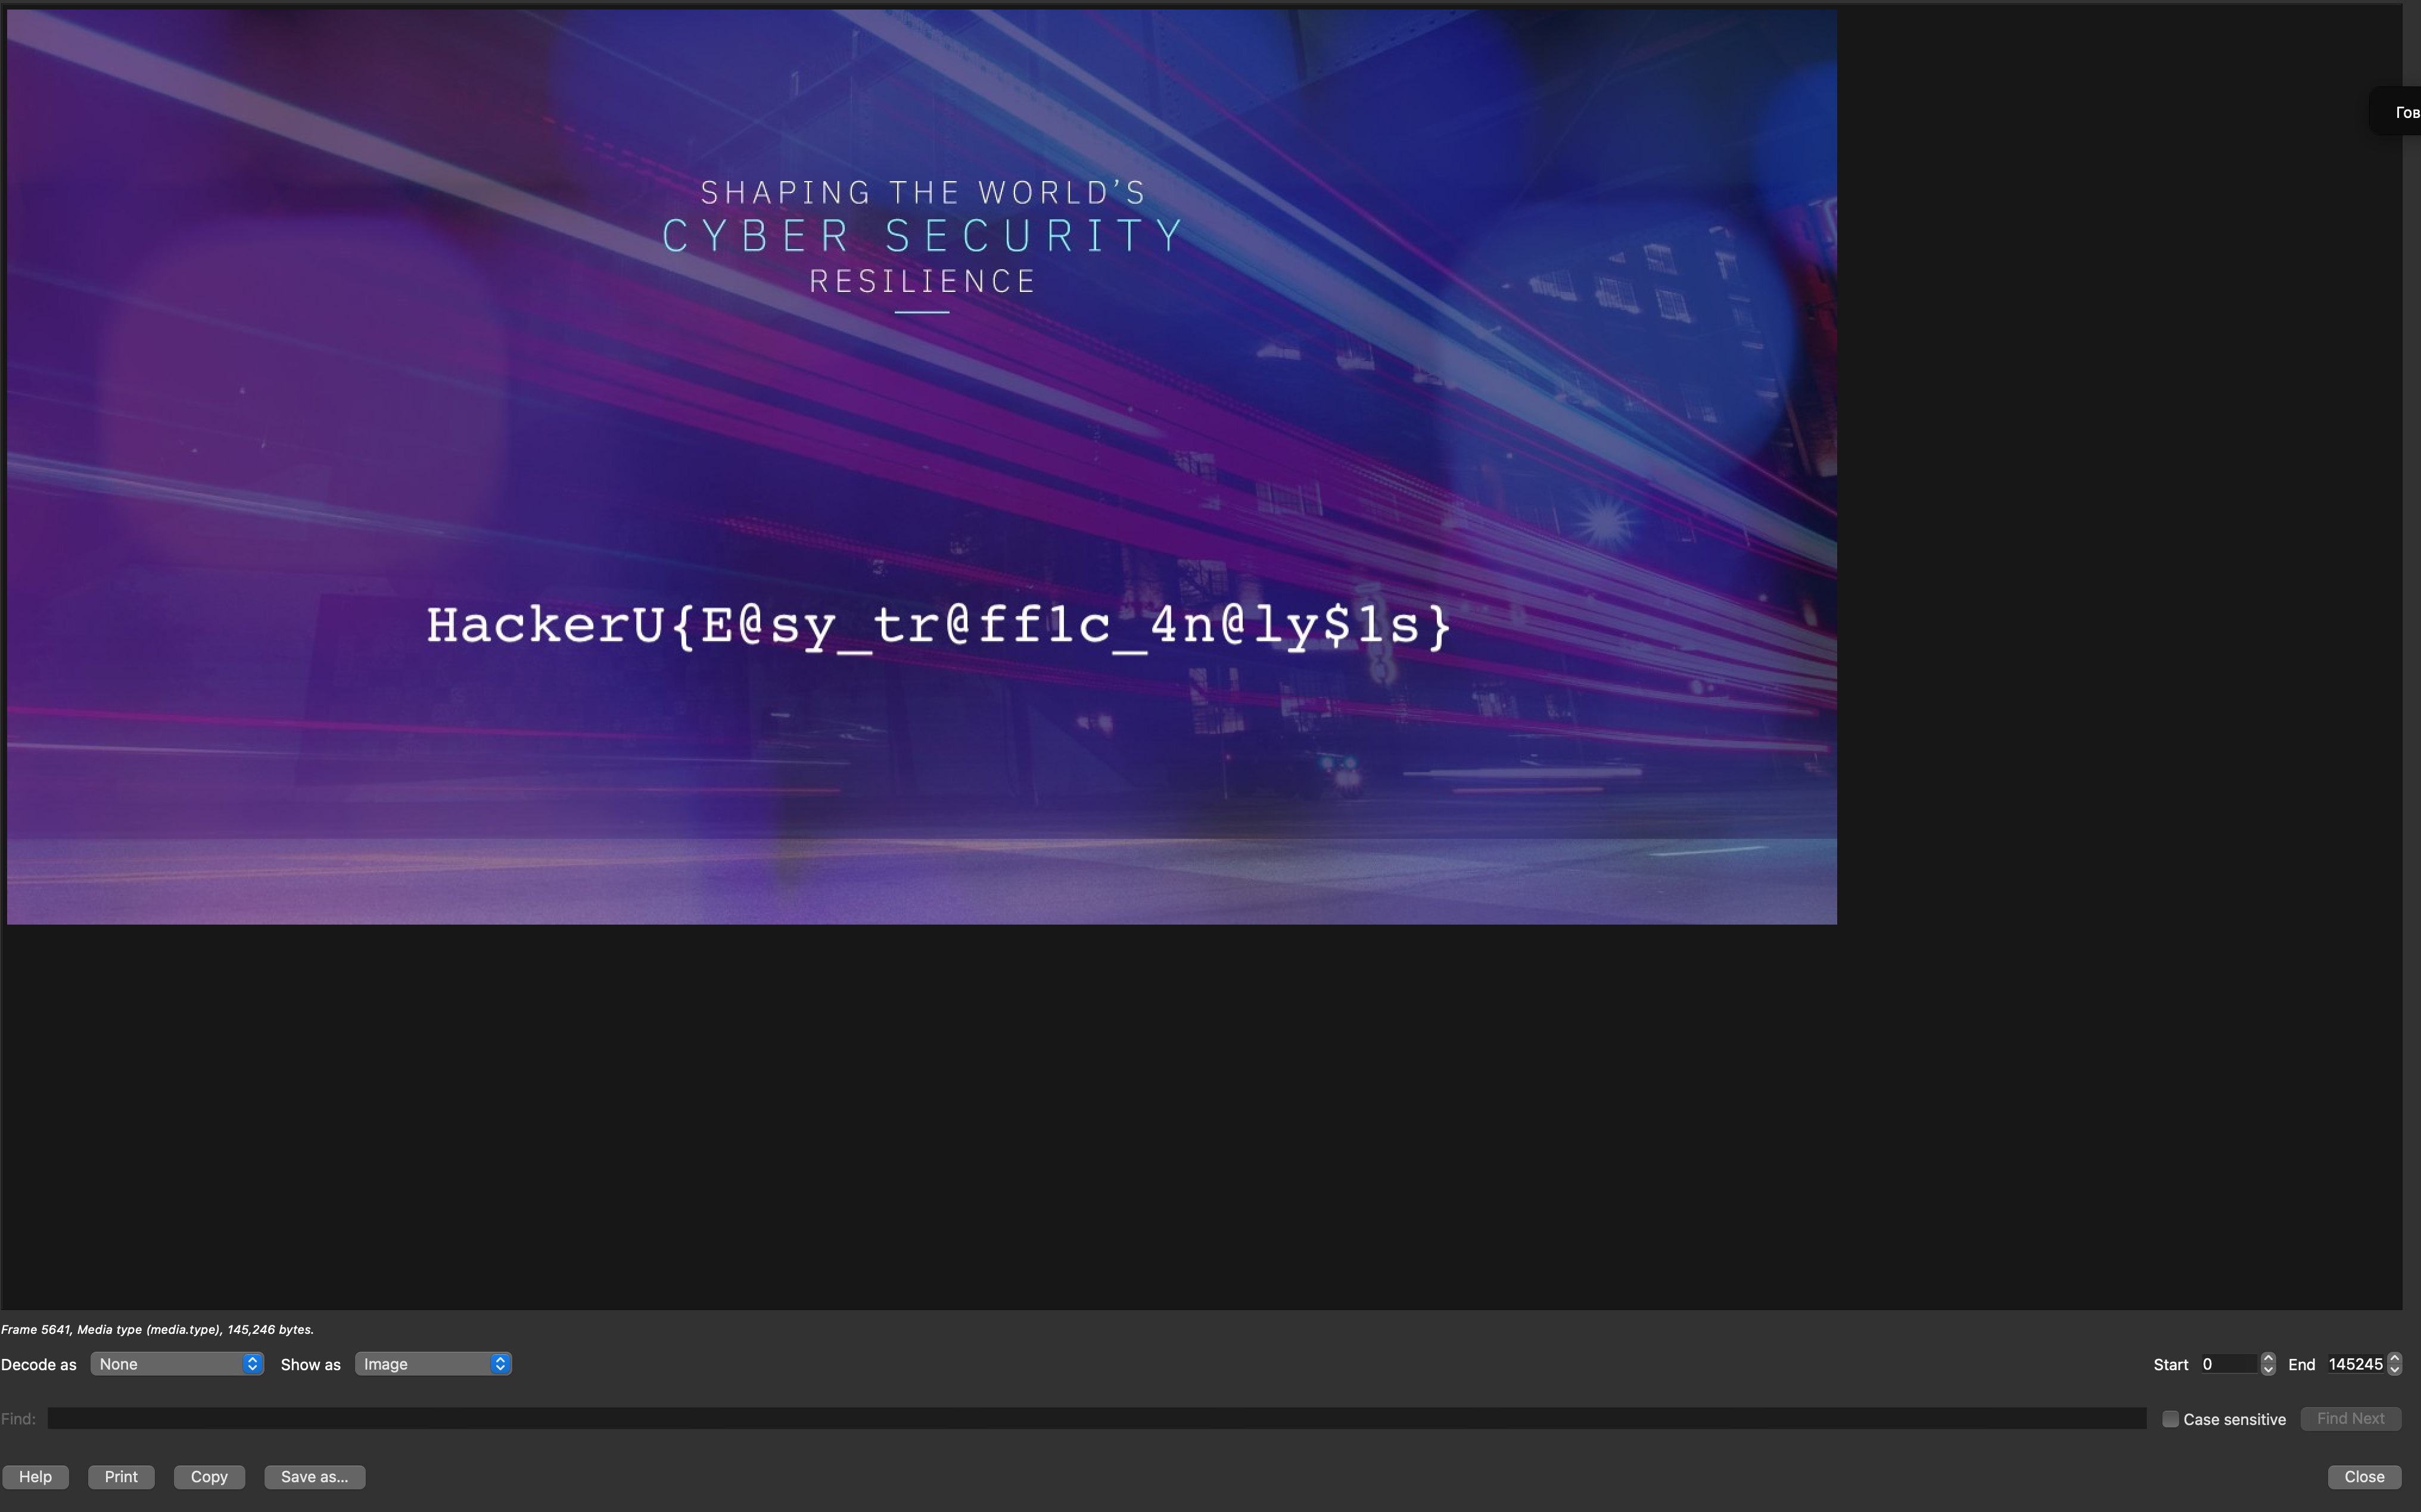 Гов
SHAPING THE WORLD'S
CYBER SECURITY
RESILIENCE
HackerU{E@sy_tr@ff1c_4n@ly$1s}
Frame 5641, Media type (media.type), 145,246 bytes.
Decode as None Show as Image Start 0 End 145245
Find: Case sensitive Find Next
Help Print Copy Save as... Close